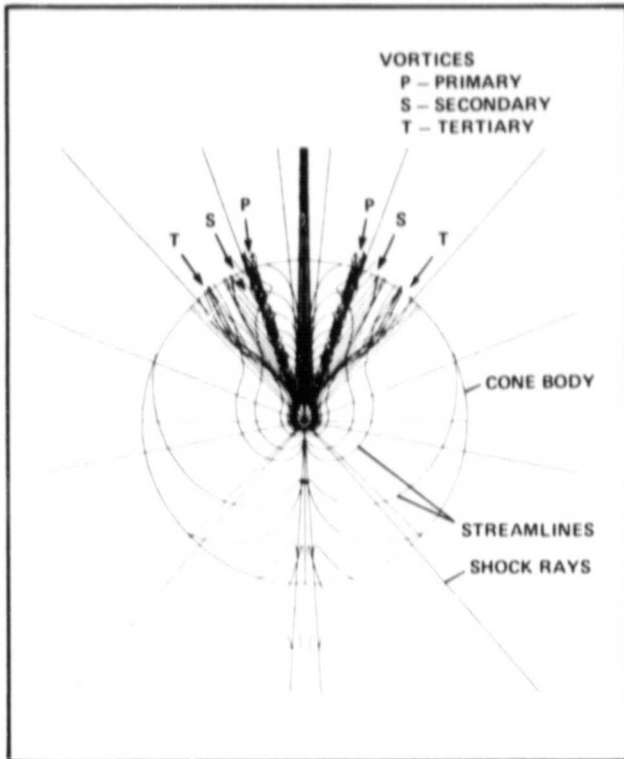 VORTICES
P – PRIMARY
S – SECONDARY
T – TERTIARY
P
P
S
S
T
T
CONE BODY
STREAMLINES
SHOCK RAYS